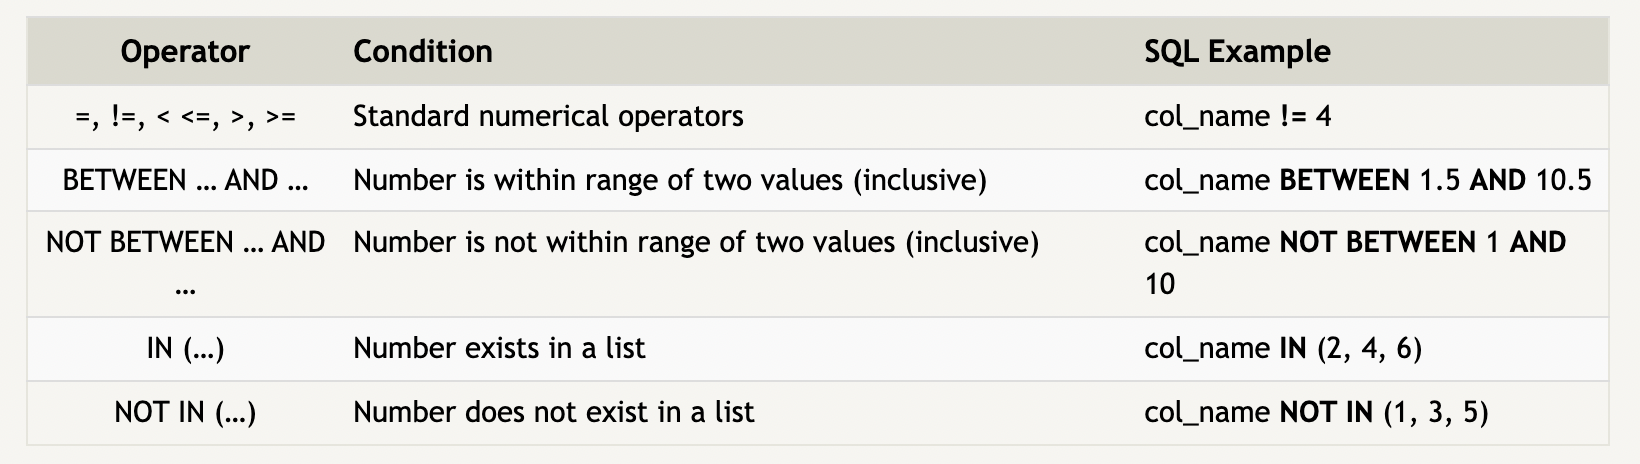 Operator Condition SQL Example
=, !=, < <=, >, >= Standard numerical operators col_name != 4
BETWEEN … AND … Number is within range of two values (inclusive) col_name BETWEEN 1.5 AND 10.5
NOT BETWEEN … AND Number is not within range of two values (inclusive) col_name NOT BETWEEN 1 AND
… 10
IN (…) Number exists in a list col_name IN (2, 4, 6)
NOT IN (…) Number does not exist in a list col_name NOT IN (1, 3, 5)